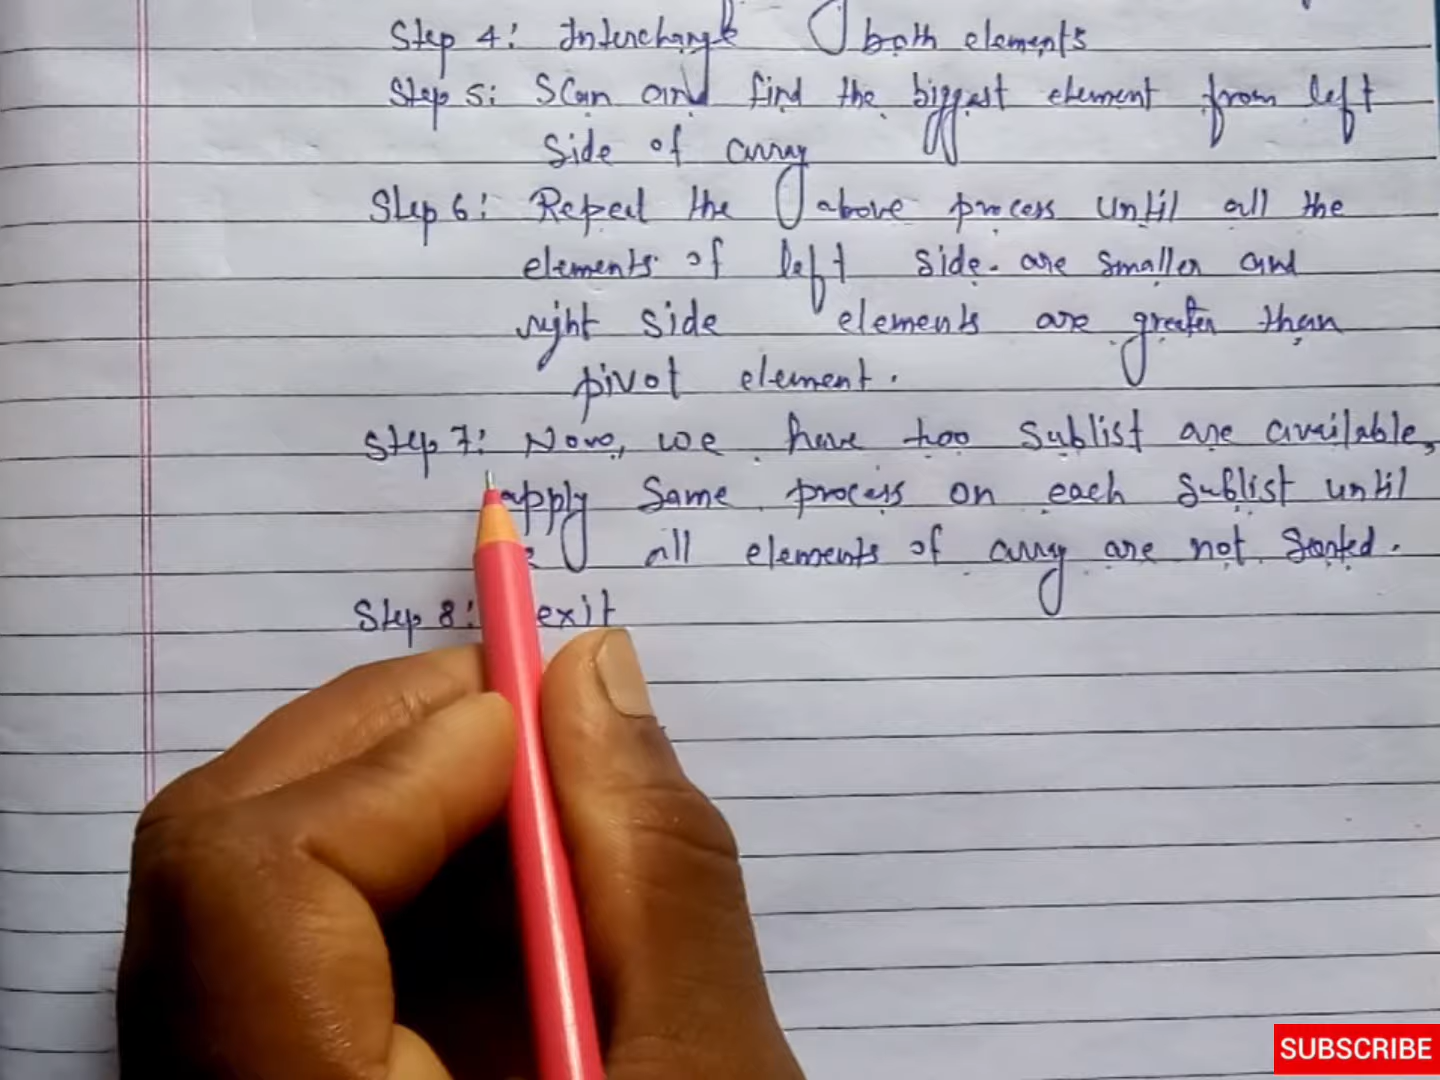 Step 4: Interchange both elements
Step 5: Scan and find the biggest element from left
side of array
Step 6: Repeat the above process until all the
elements of left side are smaller and
right side elements are greater than
pivot element.
Step 7: Now, we have two sublist are available,
apply same process on each sublist until
all elements of array are not sorted.
Step 8: exit
SUBSCRIBE